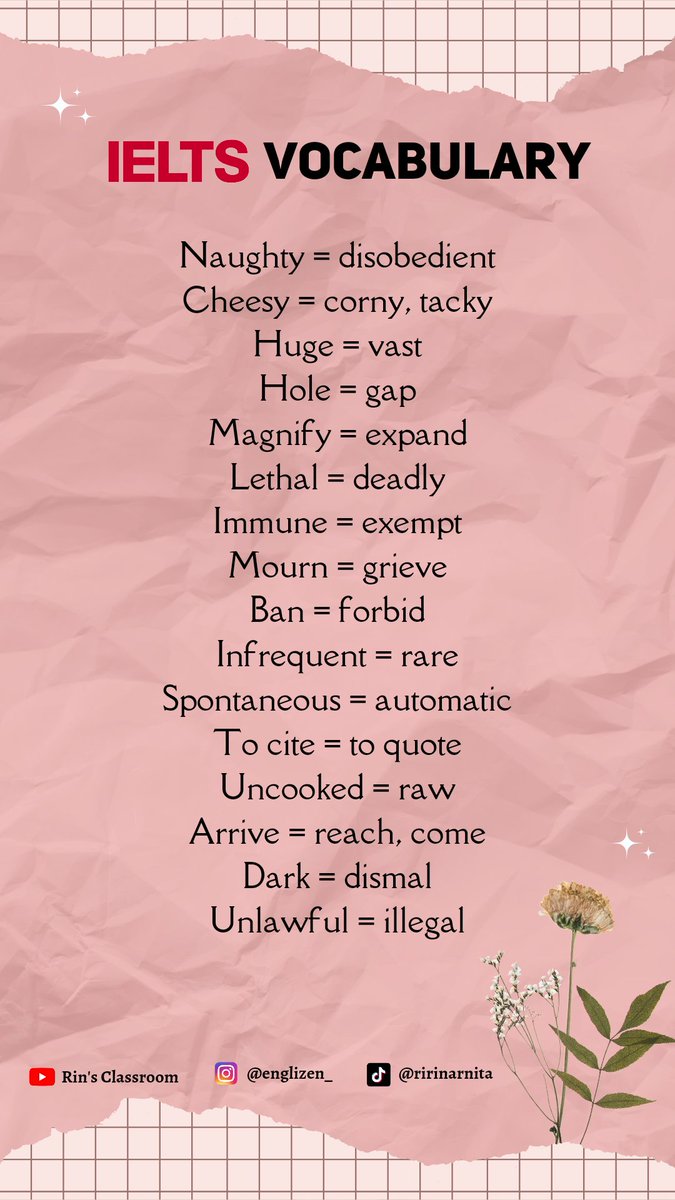 IELTS VOCABULARY
Naughty = disobedient
Cheesy = corny, tacky
Huge = vast
Hole = gap
Magnify = expand
Lethal = deadly
Immune = exempt
Mourn = grieve
Ban = forbid
Infrequent = rare
Spontaneous = automatic
To cite = to quote
Uncooked = raw
Arrive = reach, come
Dark = dismal
Unlawful = illegal
Rin's Classroom @englizen_ @ririnarnita